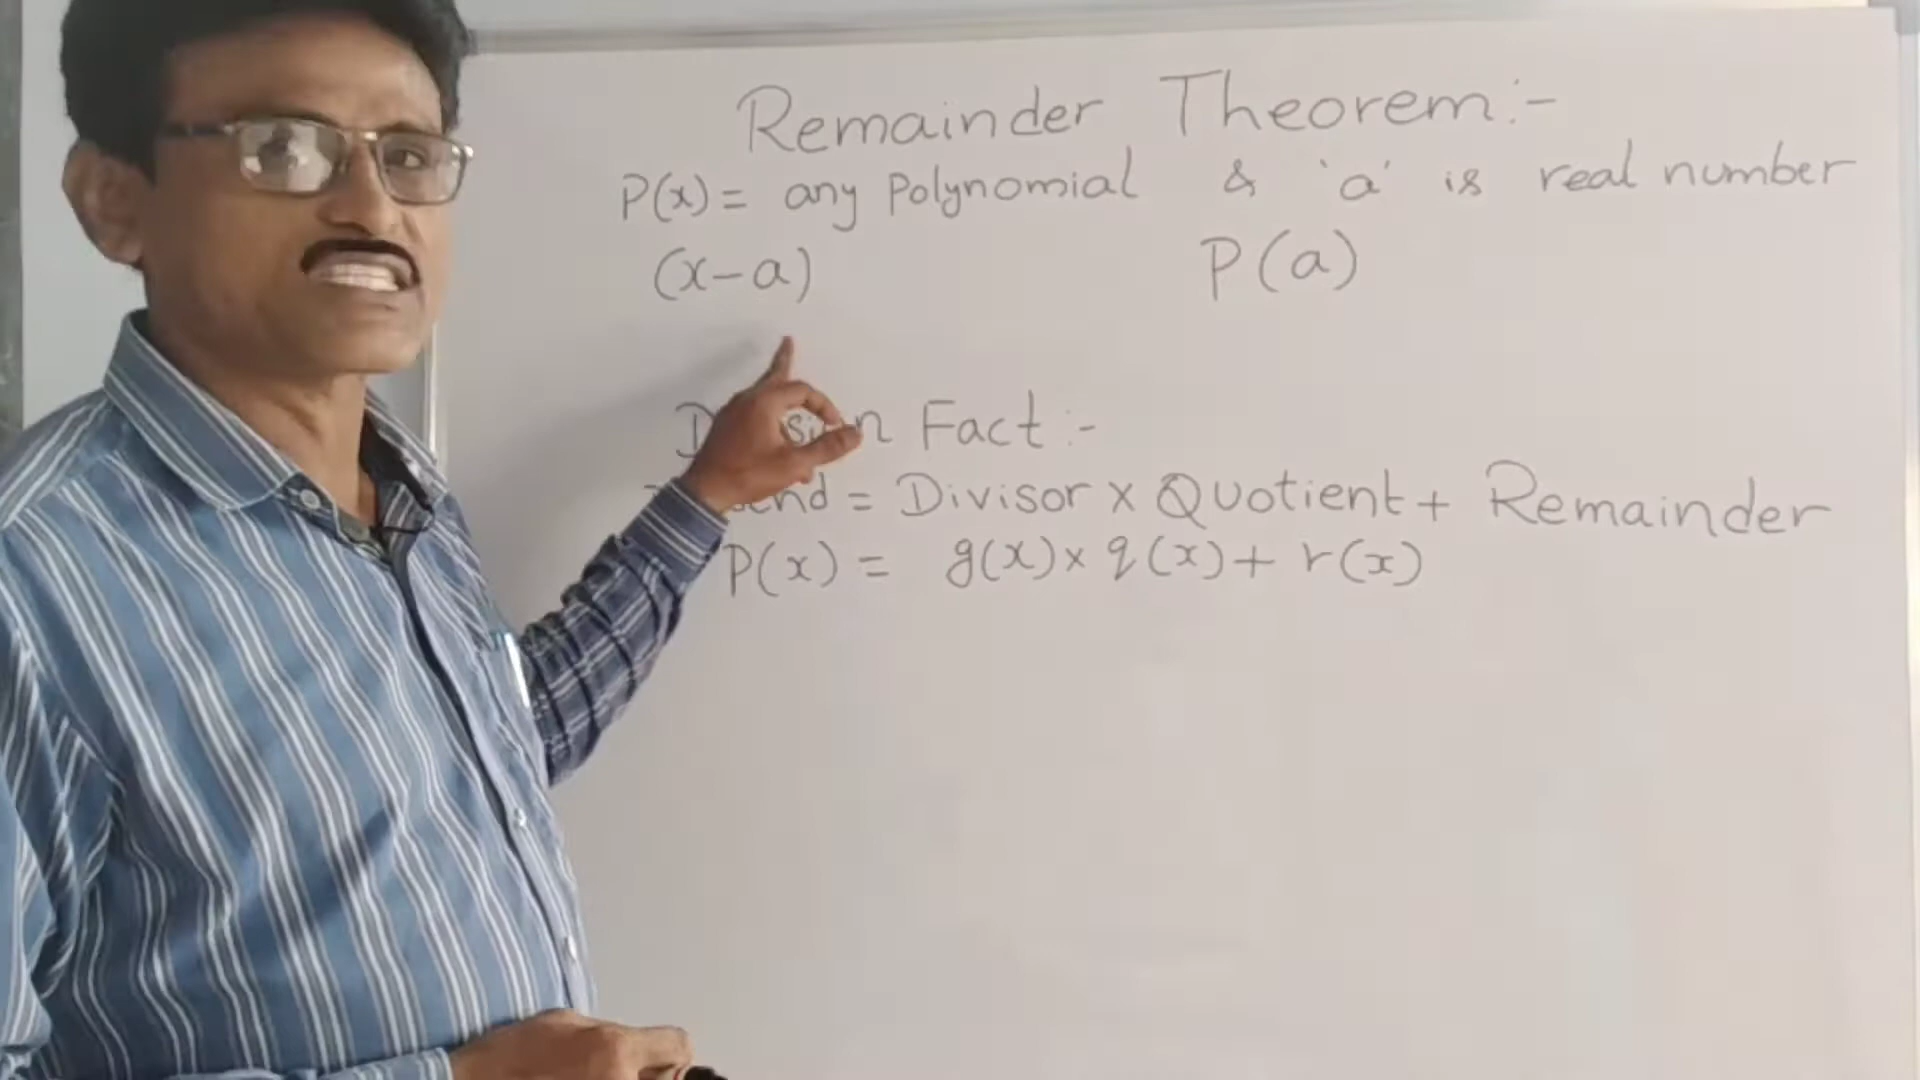 Remainder Theorem:-
P(x) = any Polynomial & 'a' is real number
(x-a) P(a)
Fact :-
= Divisor x Quotient + Remainder
P(x) = g(x) x q(x) + r(x)